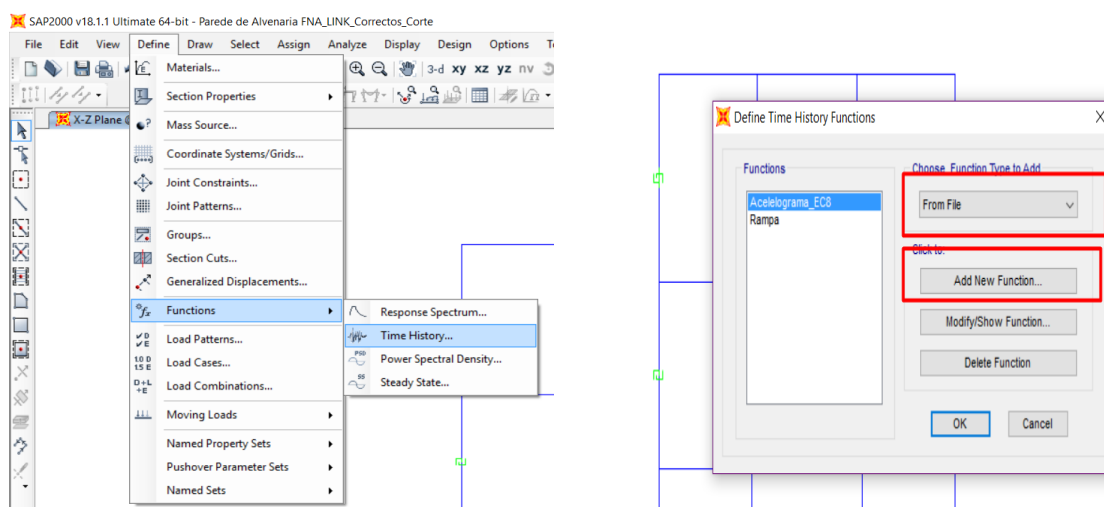 SAP2000 v18.1.1 Ultimate 64-bit - Parede de Alvenaria FNA_LINK_Correctos_Corte
File Edit View Define Draw Select Assign Analyze Display Design Options
3-d xy xz yz nv
X-Z Plane
Materials...
Section Properties
Mass Source...
Coordinate Systems/Grids...
Joint Constraints...
Joint Patterns...
Groups...
Section Cuts...
Generalized Displacements...
Functions
Load Patterns...
Load Cases...
Load Combinations...
Moving Loads
Named Property Sets
Pushover Parameter Sets
Named Sets
Response Spectrum...
Time History...
Power Spectral Density...
Steady State...
Define Time History Functions
Functions
Acelelograma_EC8
Rampa
Choose Function Type to Add
From File
Click to:
Add New Function...
Modify/Show Function...
Delete Function
OK Cancel